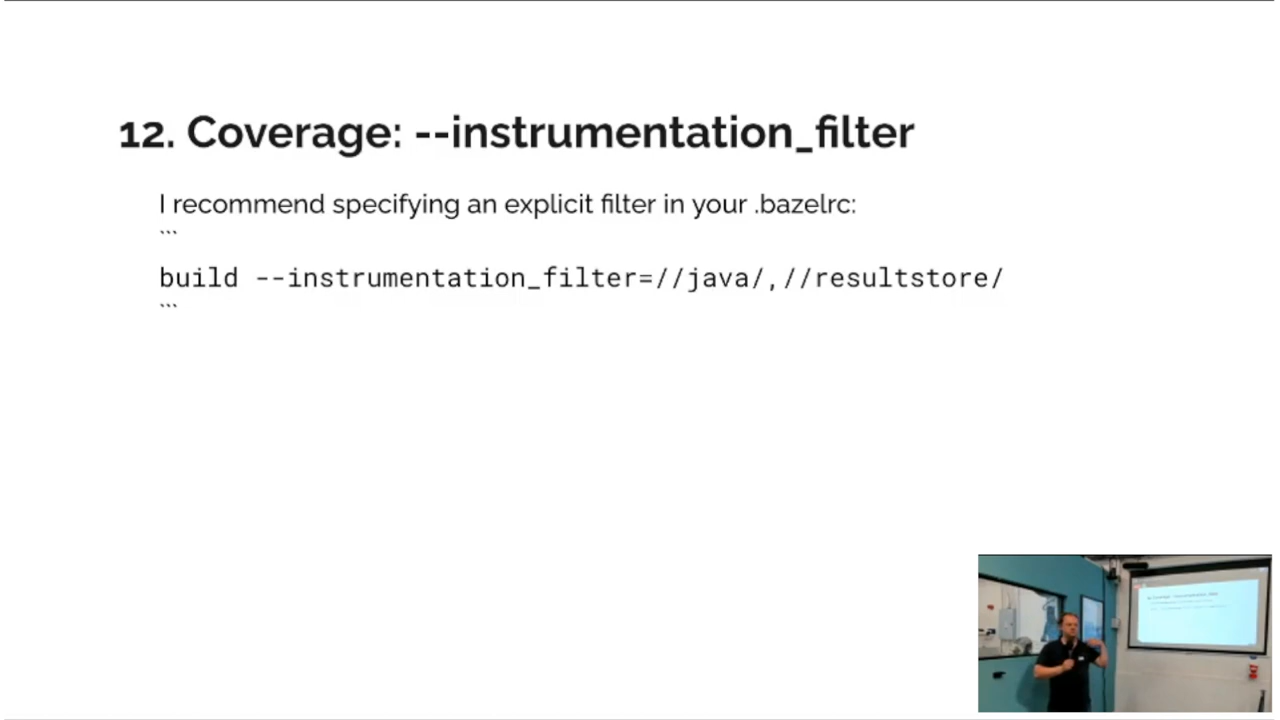 12. Coverage: --instrumentation_filter
I recommend specifying an explicit filter in your .bazelrc:
```
build --instrumentation_filter=//java/,//resultstore/
```